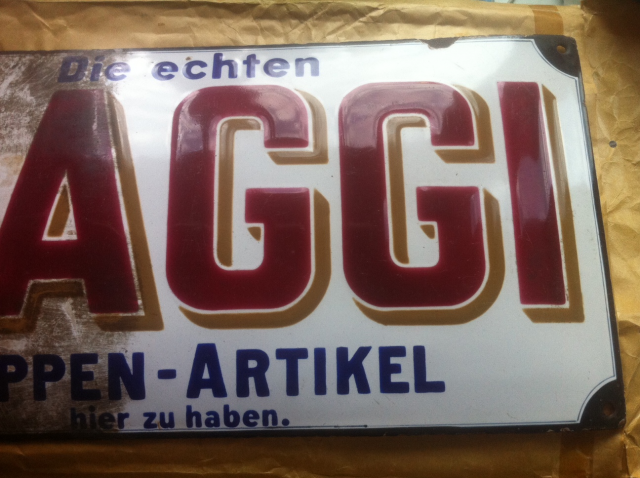 Die echten
AGGI
PPEN-ARTIKEL
hier zu haben.